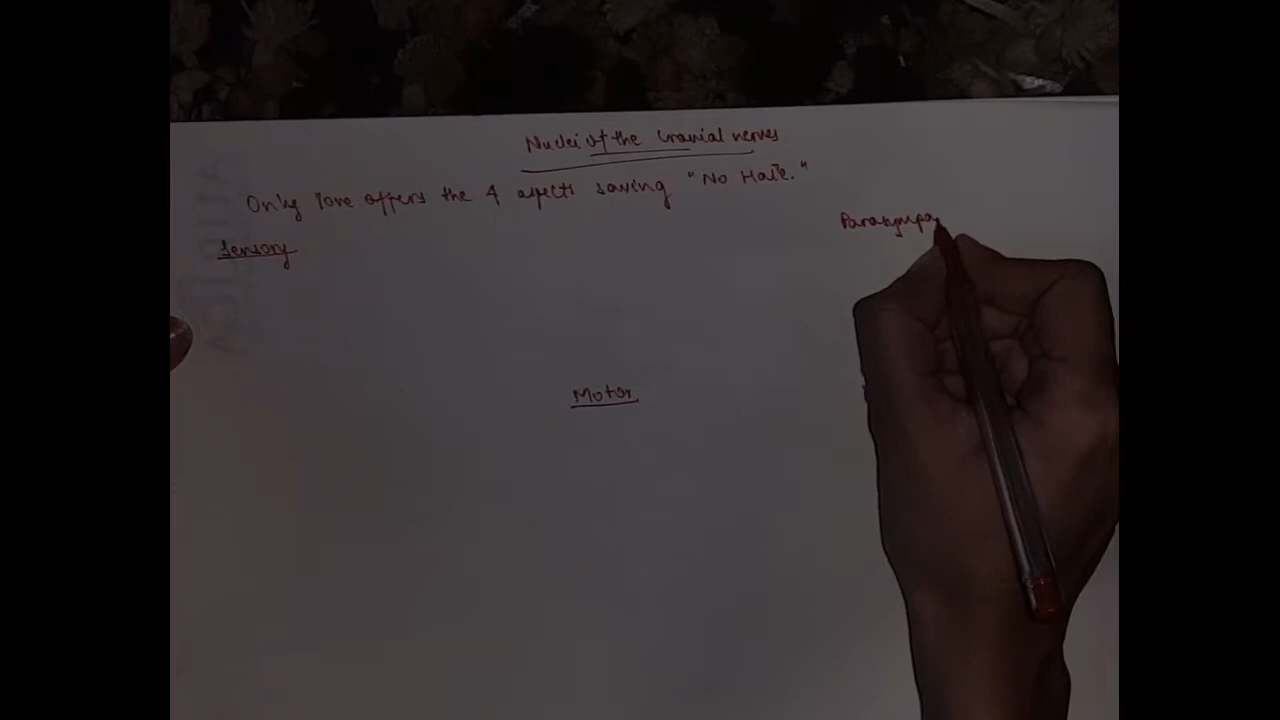 Nuclei of the Cranial nerves
Only love offers the 4 aspects saving "No Hate."
Sensory
Parasympa
Motor